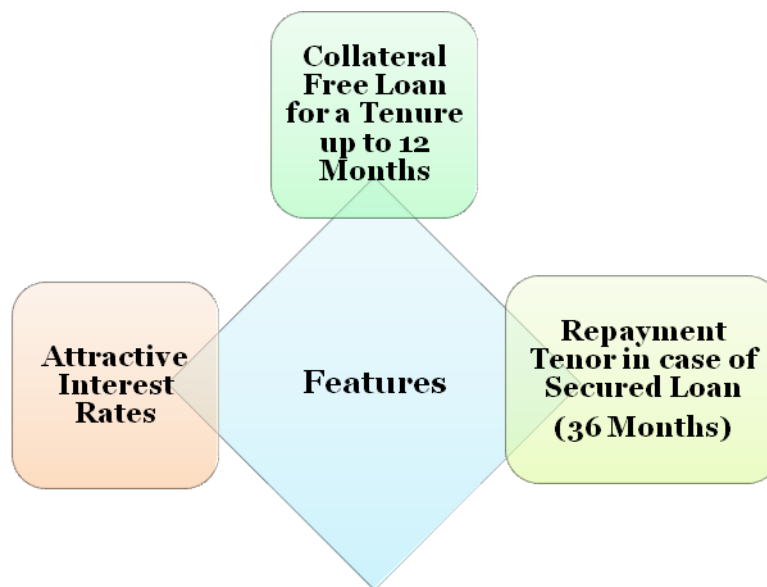 Collateral
Free Loan
for a Tenure
up to 12
Months
Attractive
Interest
Rates
Features
Repayment
Tenor in case of
Secured Loan
(36 Months)